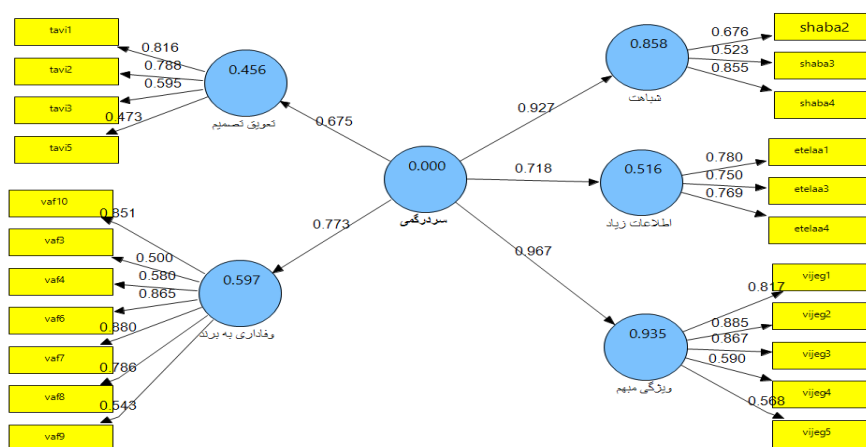 tavi1
tavi2
tavi3
tavi5
0.816
0.788
0.595
0.473
0.456
تعویق تصمیم
0.675
vaf10
vaf3
vaf4
vaf6
vaf7
vaf8
vaf9
0.851
0.500
0.580
0.865
0.880
0.786
0.543
0.597
وفاداری به برند
0.773
0.000
سردرگمی
0.927
0.718
0.967
0.858
شباهت
0.676
0.523
0.855
shaba2
shaba3
shaba4
0.516
اطلاعات زیاد
0.780
0.750
0.769
etelaa1
etelaa3
etelaa4
0.935
ویژگی مبهم
0.817
0.885
0.867
0.590
0.568
vijeg1
vijeg2
vijeg3
vijeg4
vijeg5